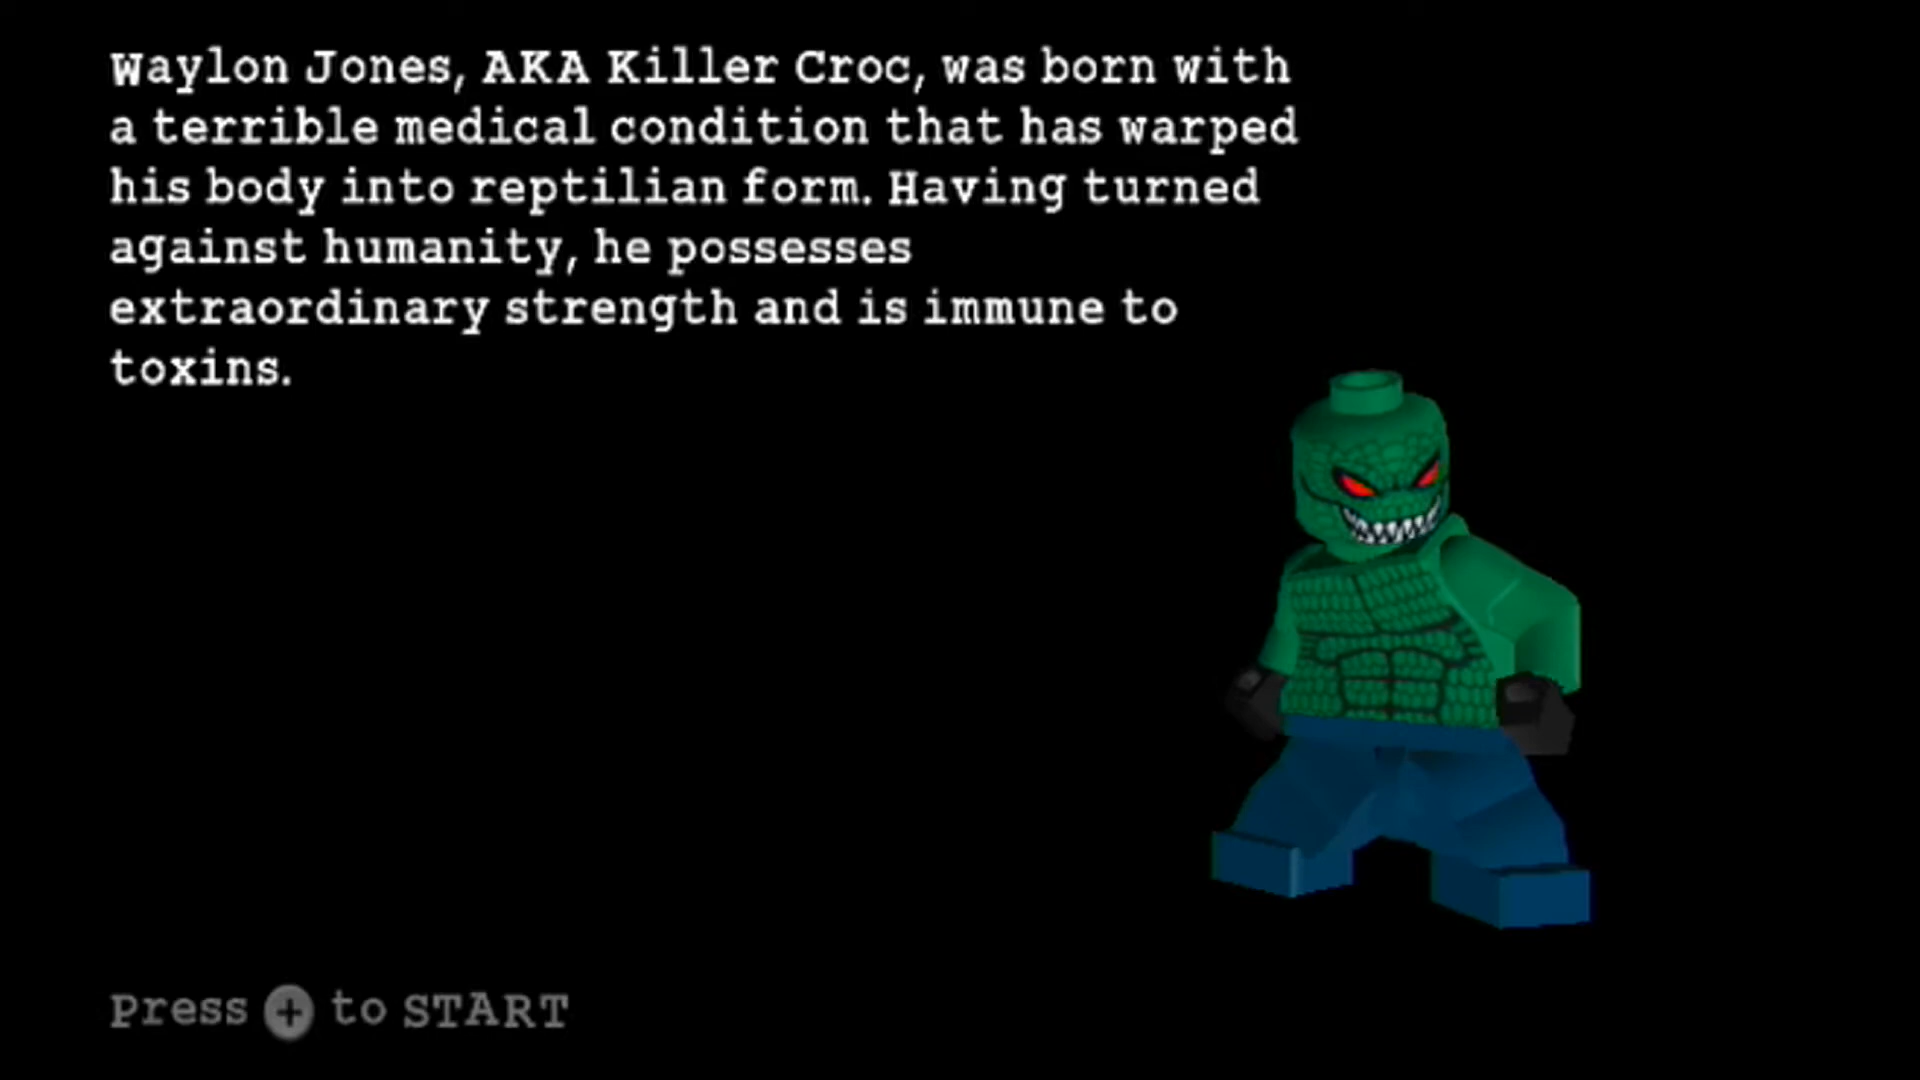 Waylon Jones, AKA Killer Croc, was born with
a terrible medical condition that has warped
his body into reptilian form. Having turned
against humanity, he possesses
extraordinary strength and is immune to
toxins.
Press + to START